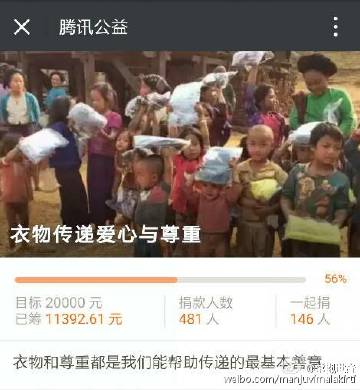 腾讯公益
衣物传递爱心与尊重
56%
目标 20000 元
已筹 11392.61 元
捐款人数
481 人
一起捐
146 人
衣物和尊重都是我们能帮助传递的最基本善意
weibo.com/manjuvimalakirti